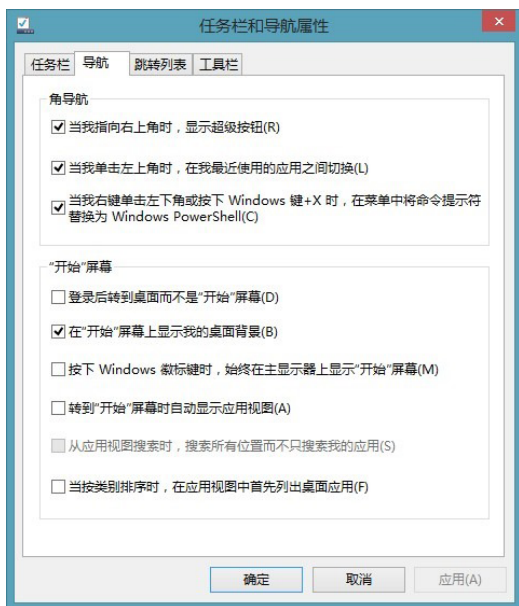 任务栏和导航属性
任务栏 导航 跳转列表 工具栏
角导航
当我指向右上角时，显示超级按钮(R)
当我单击左上角时，在我最近使用的应用之间切换(L)
当我右键单击左下角或按下 Windows 键+X 时，在菜单中将命令提示符
替换为 Windows PowerShell(C)
"开始"屏幕
登录后转到桌面而不是"开始"屏幕(D)
在"开始"屏幕上显示我的桌面背景(B)
按下 Windows 徽标键时，始终在主显示器上显示"开始"屏幕(M)
转到"开始"屏幕时自动显示应用视图(A)
从应用视图搜索时，搜索所有位置而不只搜索我的应用(S)
当按类别排序时，在应用视图中首先列出桌面应用(F)
确定 取消 应用(A)